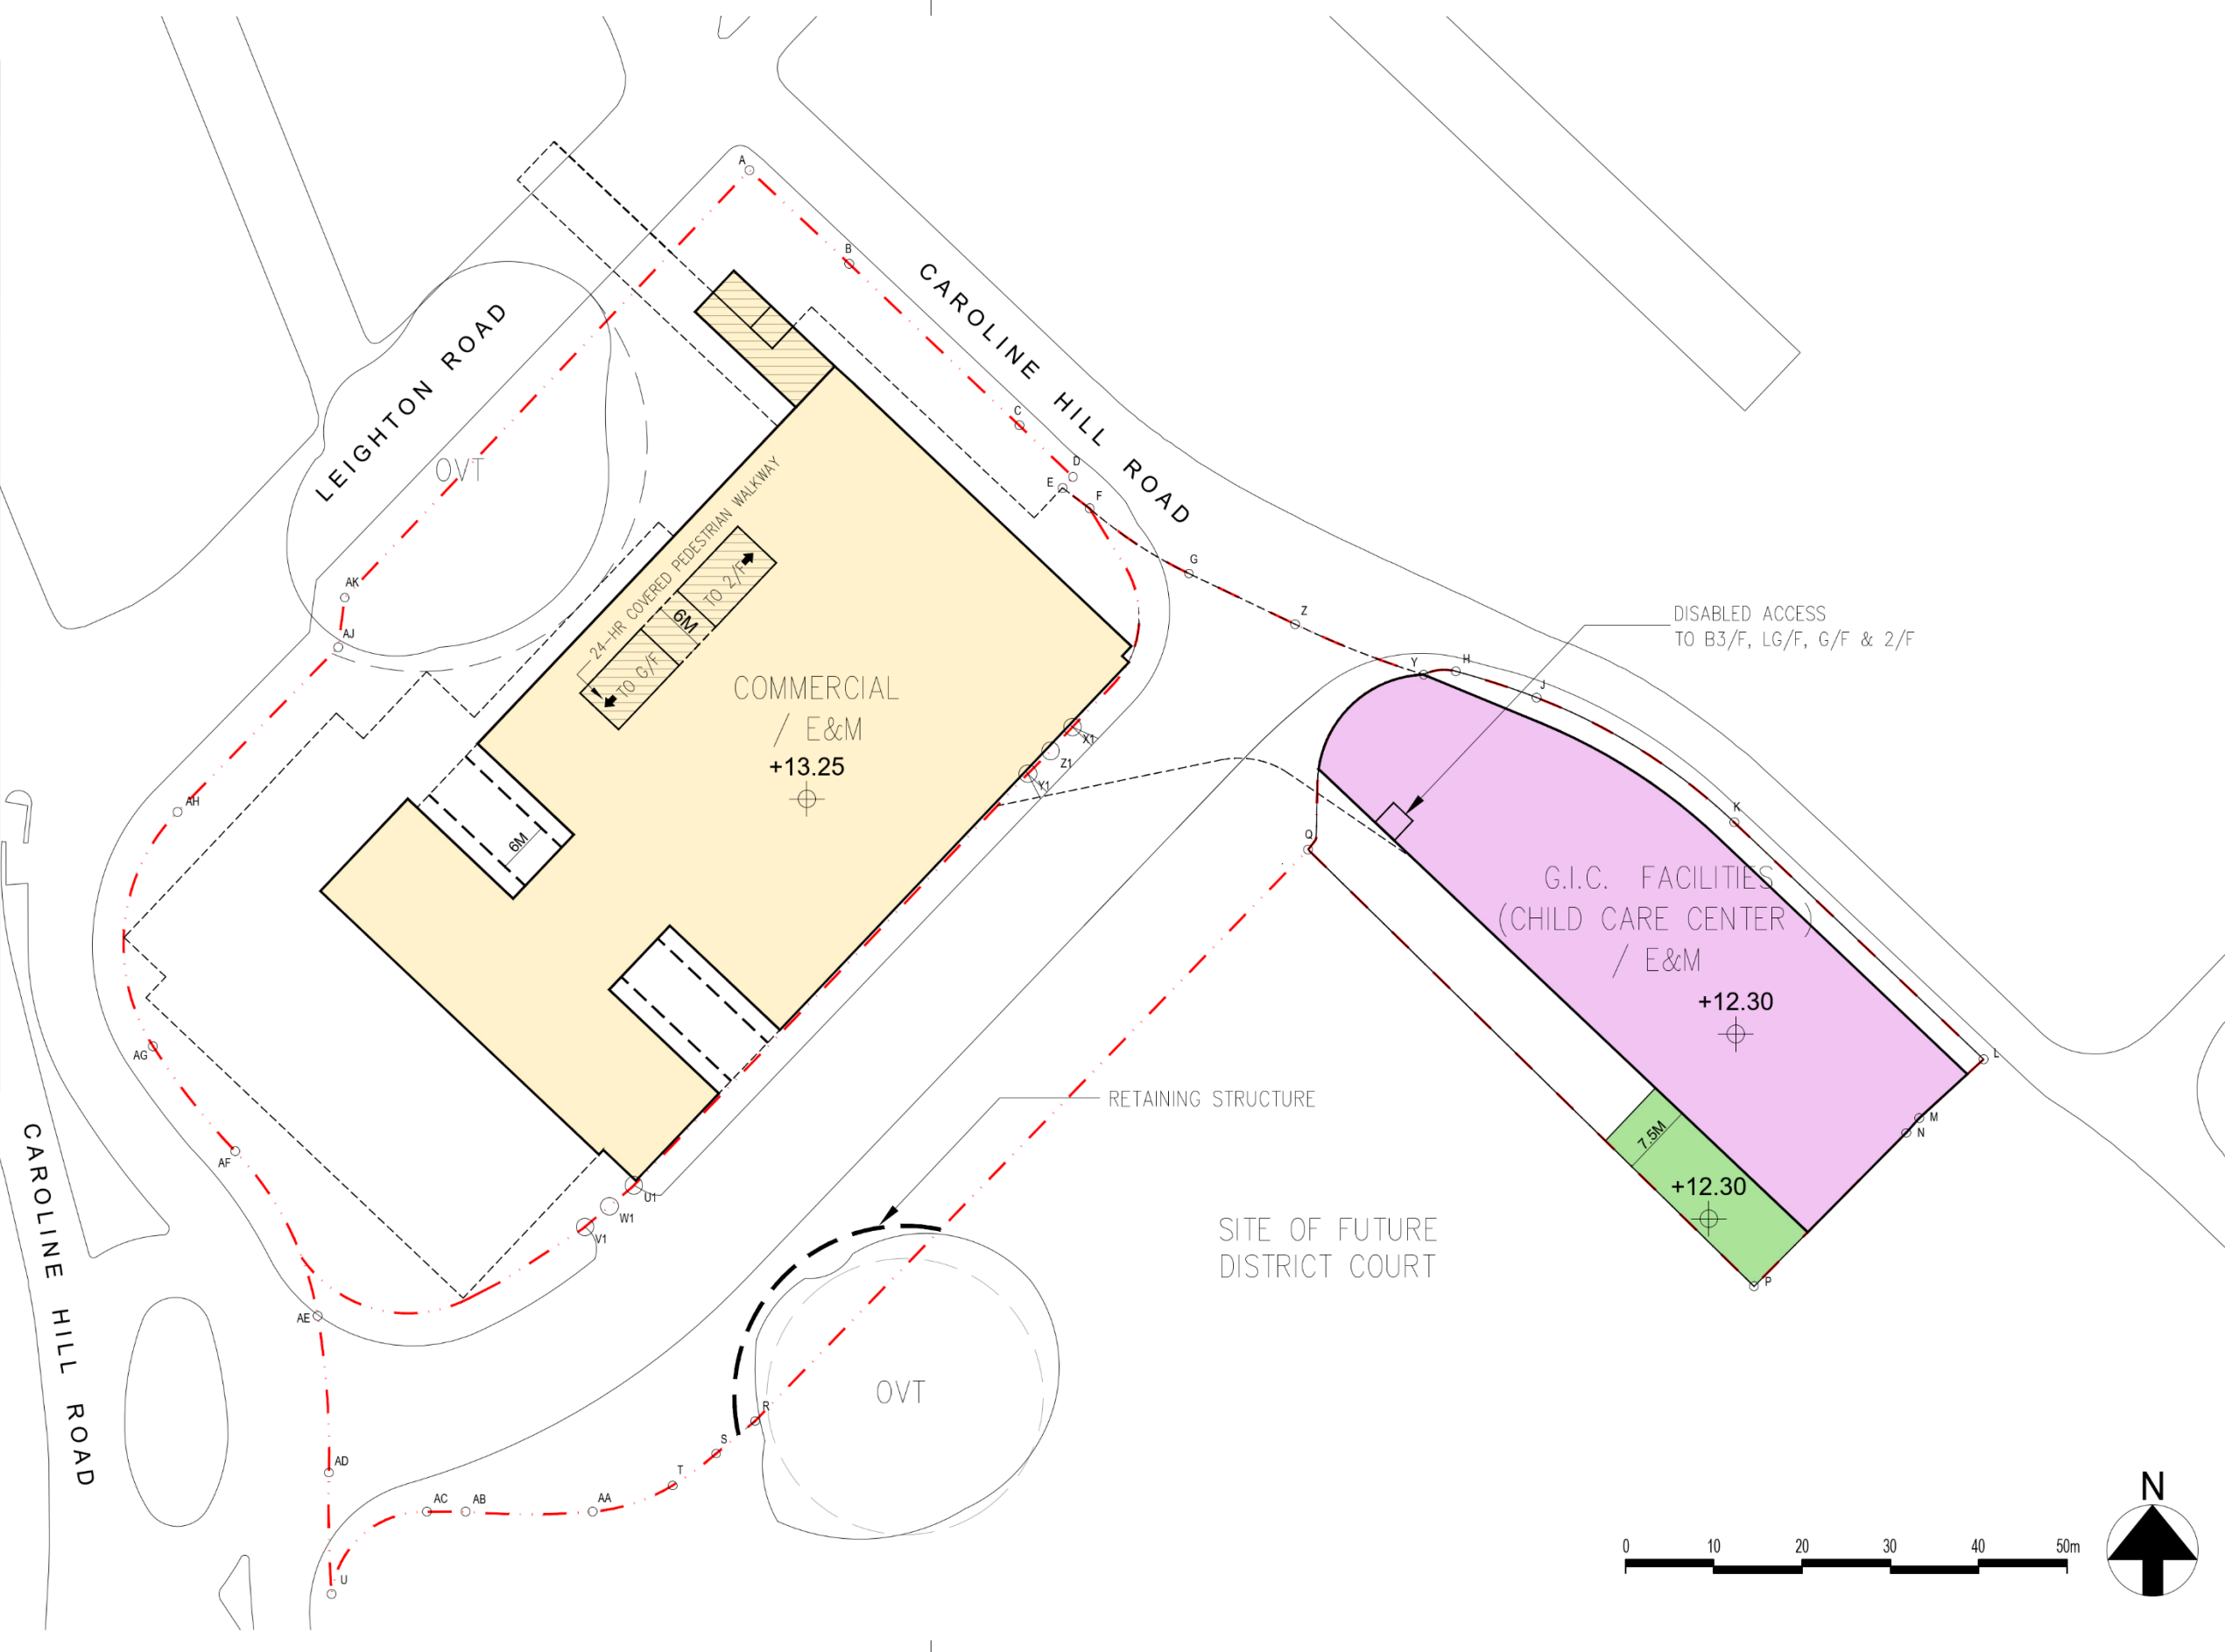 A
B
CAROLINE HILL ROAD
LEIGHTON ROAD
OVT
C
D
E
F
G
Z
24-HR COVERED PEDESTRIAN WALKWAY
TO 2/F
6M
TO G/F
AK
AJ
DISABLED ACCESS
TO B3/F, LG/F, G/F & 2/F
Y
H
J
COMMERCIAL
/ E&M
+13.25
X1
Z1
Y1
AH
6M
K
Q
G.I.C. FACILITIES
(CHILD CARE CENTER )
/ E&M
+12.30
AG
L
RETAINING STRUCTURE
M
N
7.5M
CAROLINE HILL ROAD
AF
+12.30
U1
W1
V1
SITE OF FUTURE
DISTRICT COURT
P
AE
OVT
R
S
AD
T
AC
AB
AA
U
N
0 10 20 30 40 50m